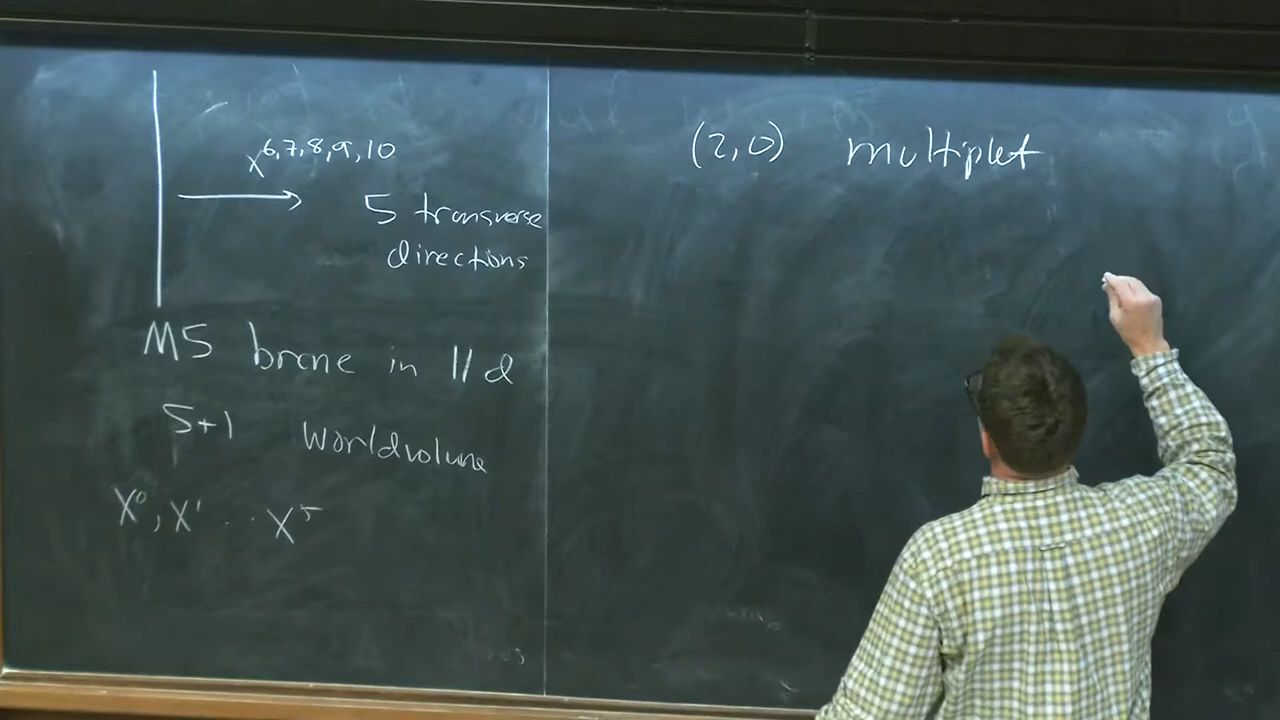 x^6,7,8,9,10
5 transverse
directions
M5 brane in 11d
5+1 worldvolume
X^0, X^1 ... X^5
(2,0) multiplet